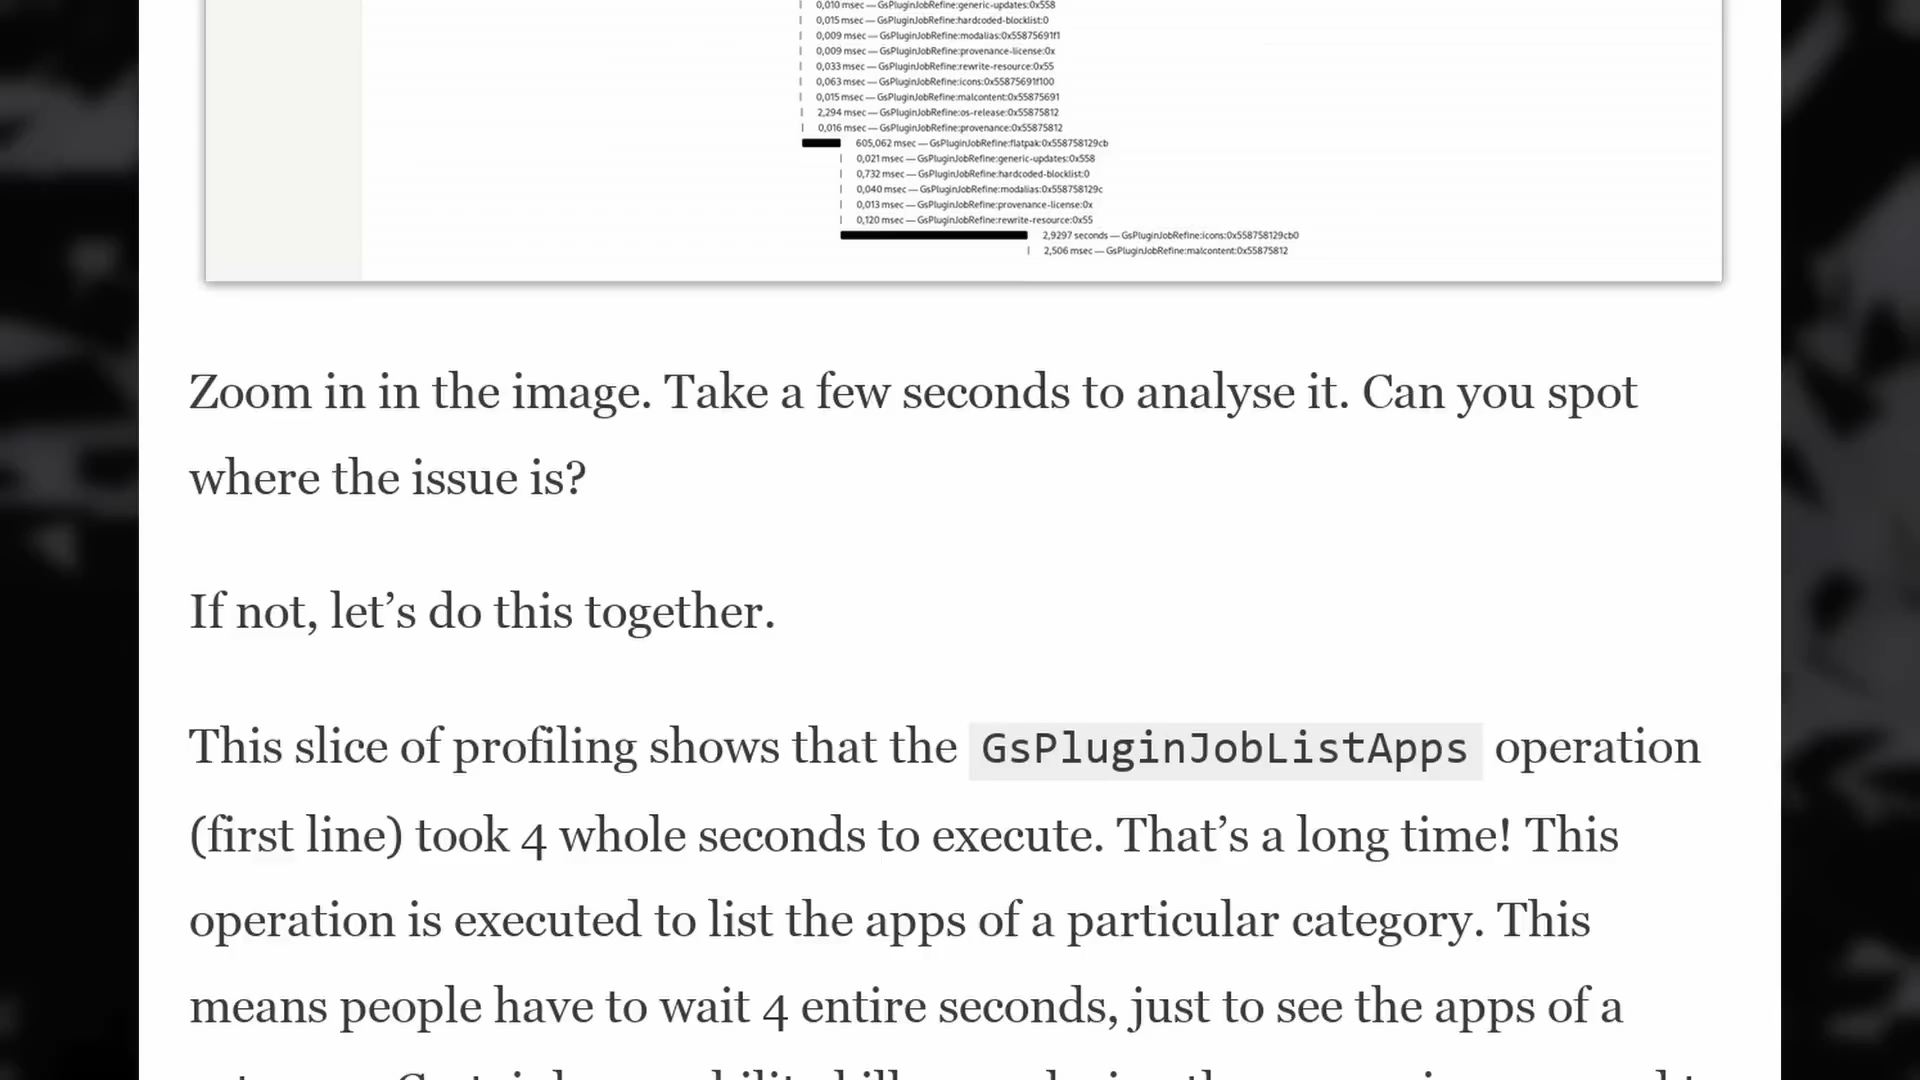 0,010 msec — GsPluginJobRefine:generic-updates:0x558
0,015 msec — GsPluginJobRefine:hardcoded-blocklist:0
0,009 msec — GsPluginJobRefine:modalias:0x55875691f1
0,009 msec — GsPluginJobRefine:provenance-license:0x
0,033 msec — GsPluginJobRefine:rewrite-resource:0x55
0,063 msec — GsPluginJobRefine:icons:0x55875691f100
0,015 msec — GsPluginJobRefine:malcontent:0x55875691
2,294 msec — GsPluginJobRefine:os-release:0x55875812
0,016 msec — GsPluginJobRefine:provenance:0x55875812
605,062 msec — GsPluginJobRefine:flatpak:0x558758129cb
0,021 msec — GsPluginJobRefine:generic-updates:0x558
0,732 msec — GsPluginJobRefine:hardcoded-blocklist:0
0,040 msec — GsPluginJobRefine:modalias:0x558758129c
0,013 msec — GsPluginJobRefine:provenance-license:0x
0,120 msec — GsPluginJobRefine:rewrite-resource:0x55
2,9297 seconds — GsPluginJobRefine:icons:0x558758129cb0
2,506 msec — GsPluginJobRefine:malcontent:0x55875812
Zoom in in the image. Take a few seconds to analyse it. Can you spot
where the issue is?
If not, let’s do this together.
This slice of profiling shows that the GsPluginJobListApps operation
(first line) took 4 whole seconds to execute. That’s a long time! This
operation is executed to list the apps of a particular category. This
means people have to wait 4 entire seconds, just to see the apps of a